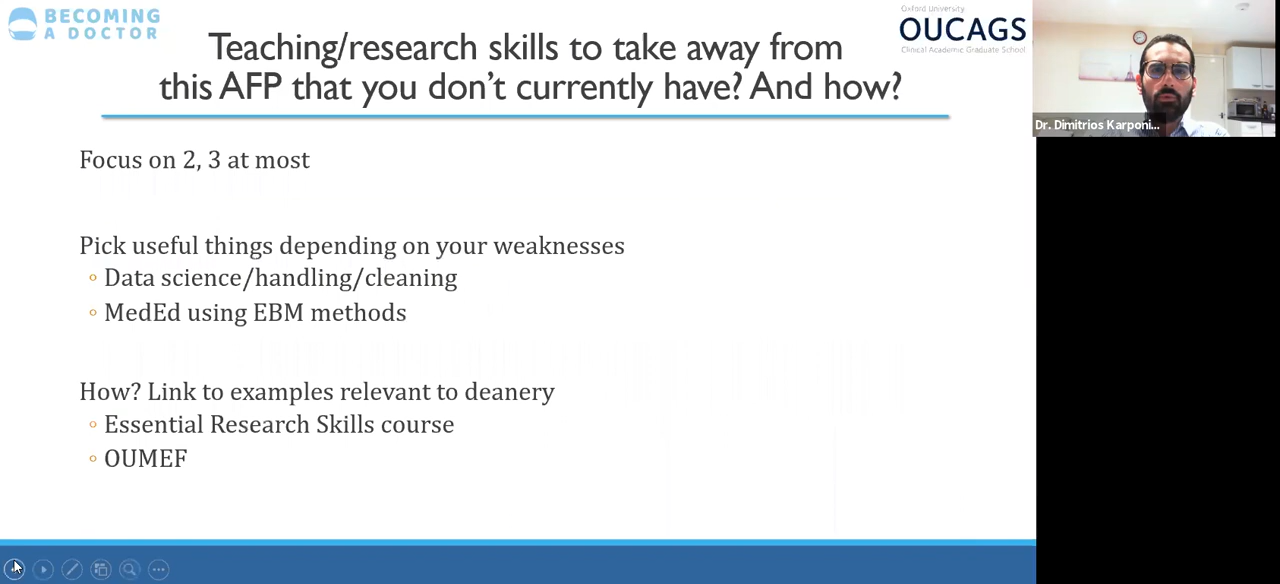 BECOMING
A DOCTOR
Oxford University
OUCAGS
Clinical Academic Graduate School
Teaching/research skills to take away from
this AFP that you don't currently have? And how?
Dr. Dimitrios Karponi...
Focus on 2, 3 at most
Pick useful things depending on your weaknesses
◦ Data science/handling/cleaning
◦ MedEd using EBM methods
How? Link to examples relevant to deanery
◦ Essential Research Skills course
◦ OUMEF